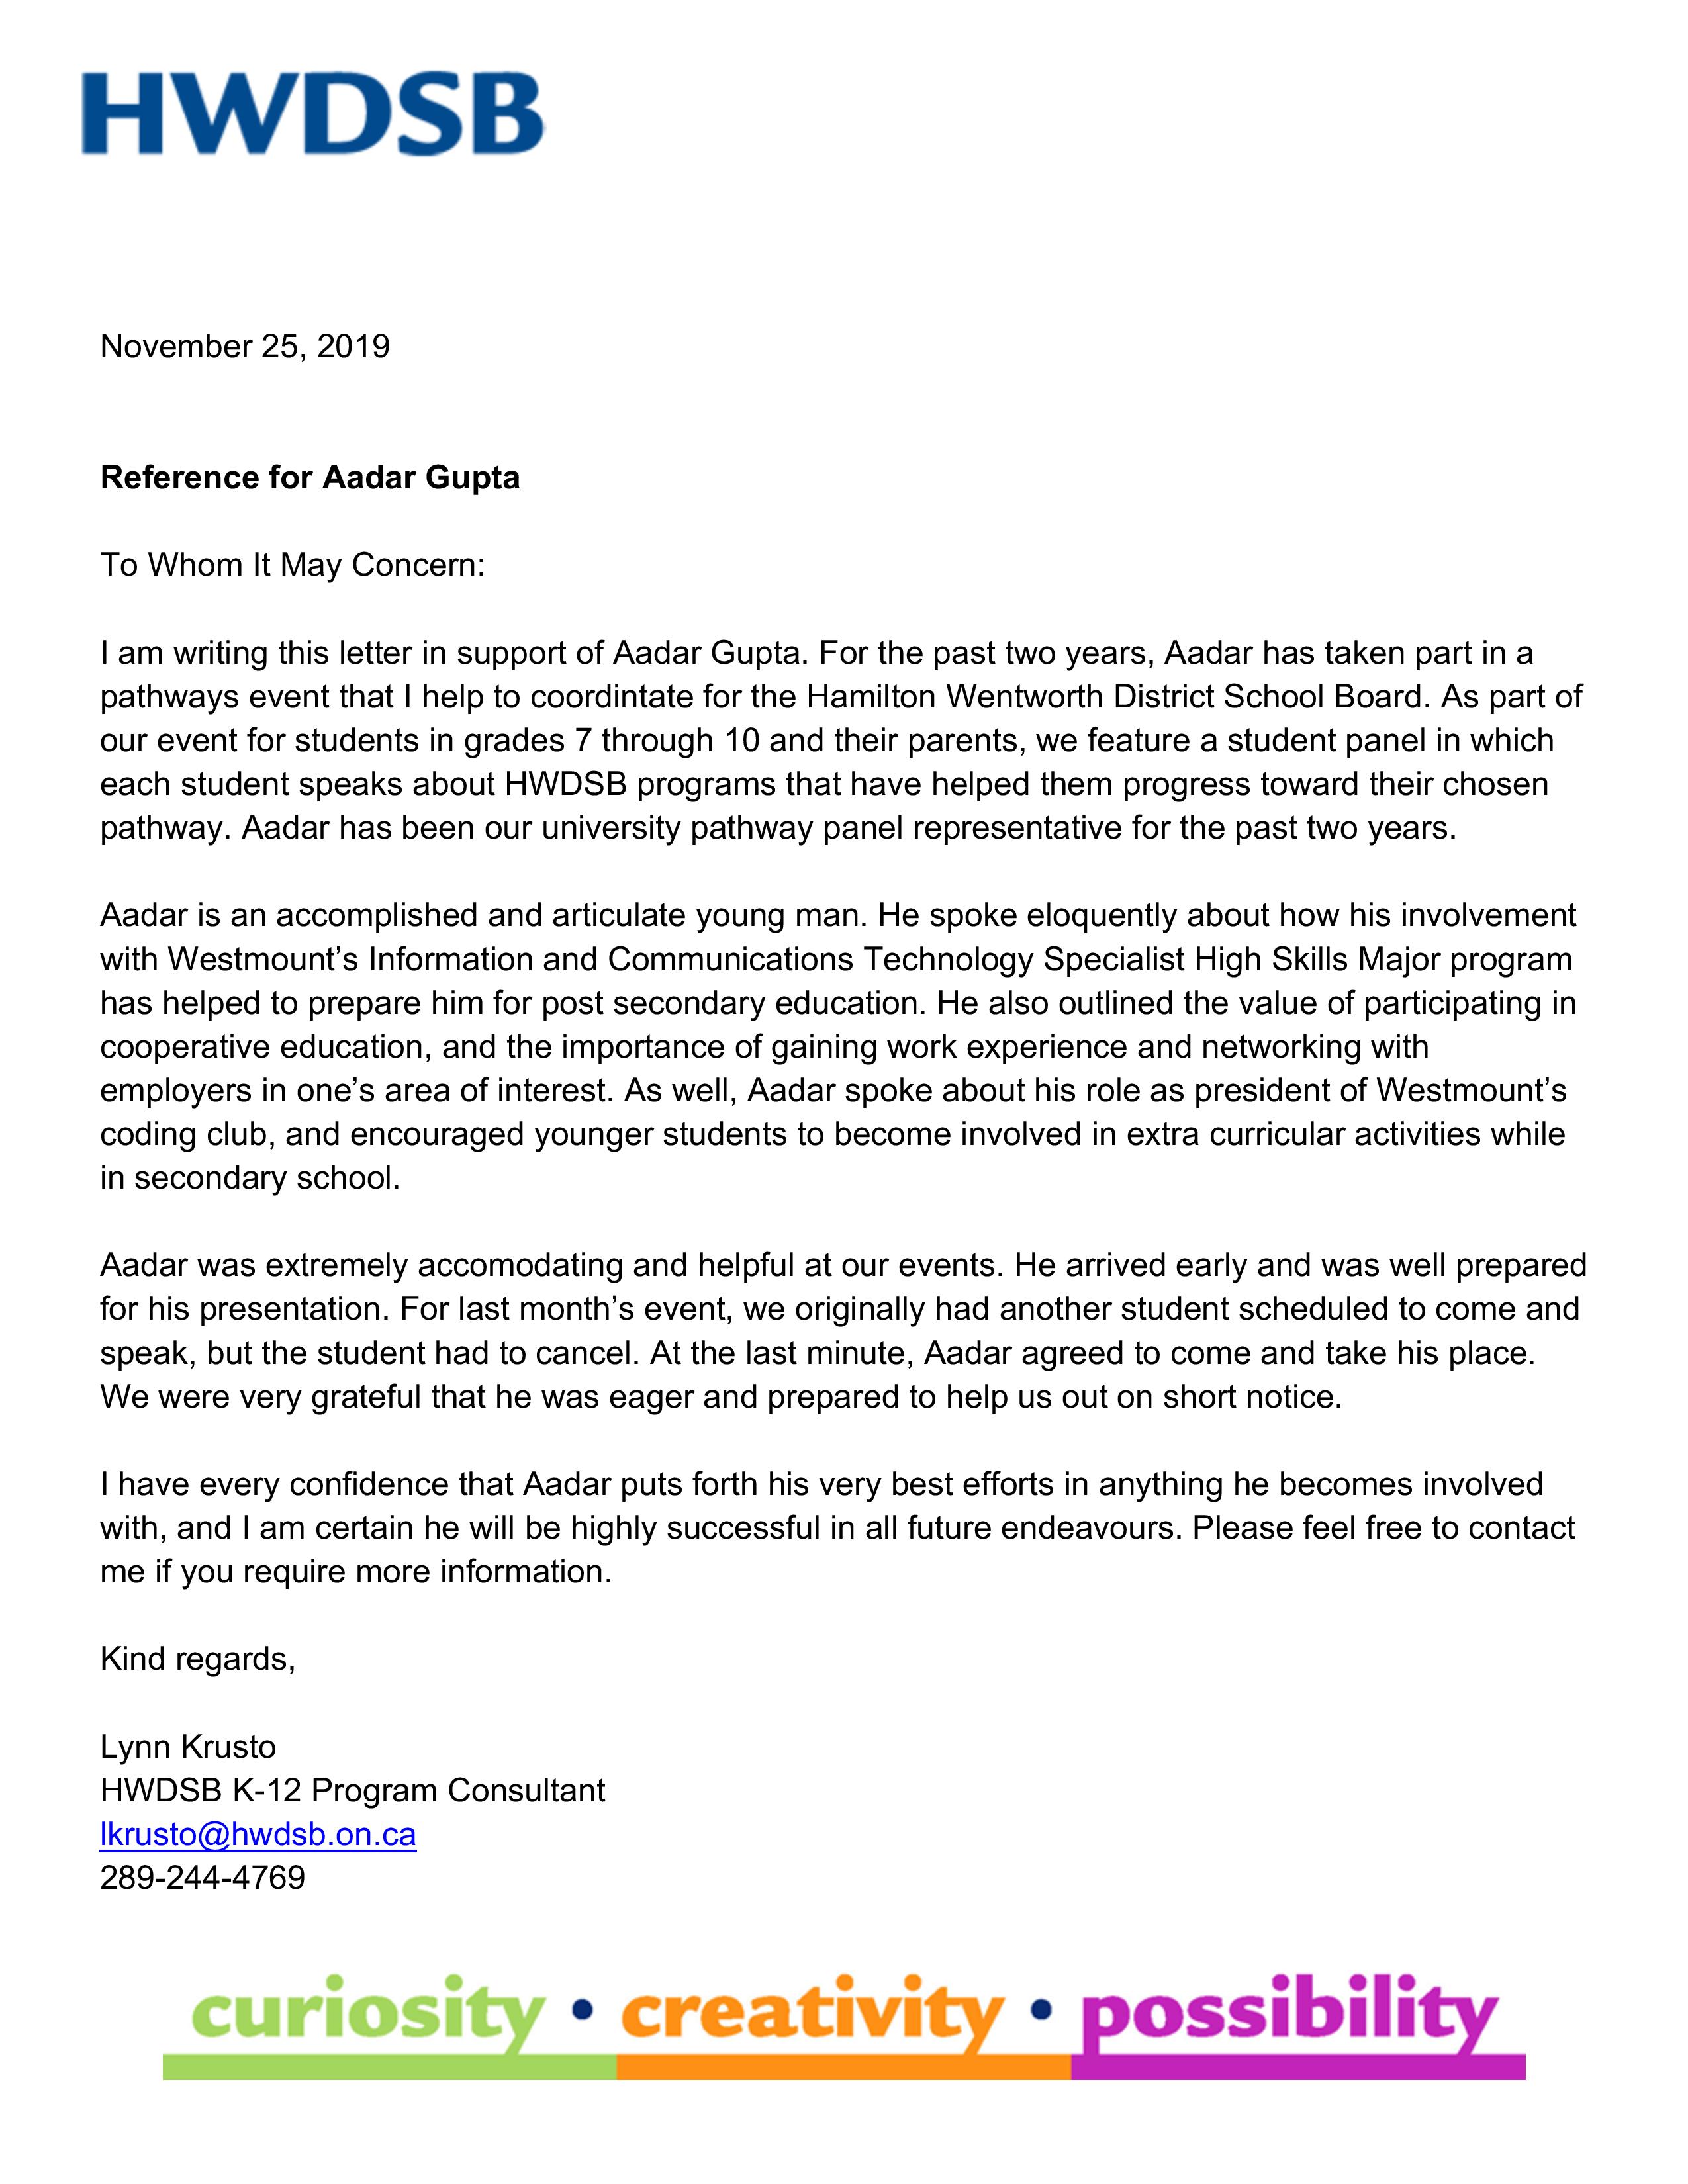 HWDSB
November 25, 2019
Reference for Aadar Gupta
To Whom It May Concern:
I am writing this letter in support of Aadar Gupta. For the past two years, Aadar has taken part in a
pathways event that I help to coordintate for the Hamilton Wentworth District School Board. As part of
our event for students in grades 7 through 10 and their parents, we feature a student panel in which
each student speaks about HWDSB programs that have helped them progress toward their chosen
pathway. Aadar has been our university pathway panel representative for the past two years.
Aadar is an accomplished and articulate young man. He spoke eloquently about how his involvement
with Westmount’s Information and Communications Technology Specialist High Skills Major program
has helped to prepare him for post secondary education. He also outlined the value of participating in
cooperative education, and the importance of gaining work experience and networking with
employers in one’s area of interest. As well, Aadar spoke about his role as president of Westmount’s
coding club, and encouraged younger students to become involved in extra curricular activities while
in secondary school.
Aadar was extremely accomodating and helpful at our events. He arrived early and was well prepared
for his presentation. For last month’s event, we originally had another student scheduled to come and
speak, but the student had to cancel. At the last minute, Aadar agreed to come and take his place.
We were very grateful that he was eager and prepared to help us out on short notice.
I have every confidence that Aadar puts forth his very best efforts in anything he becomes involved
with, and I am certain he will be highly successful in all future endeavours. Please feel free to contact
me if you require more information.
Kind regards,
Lynn Krusto
HWDSB K-12 Program Consultant
lkrusto@hwdsb.on.ca
289-244-4769
curiosity • creativity • possibility